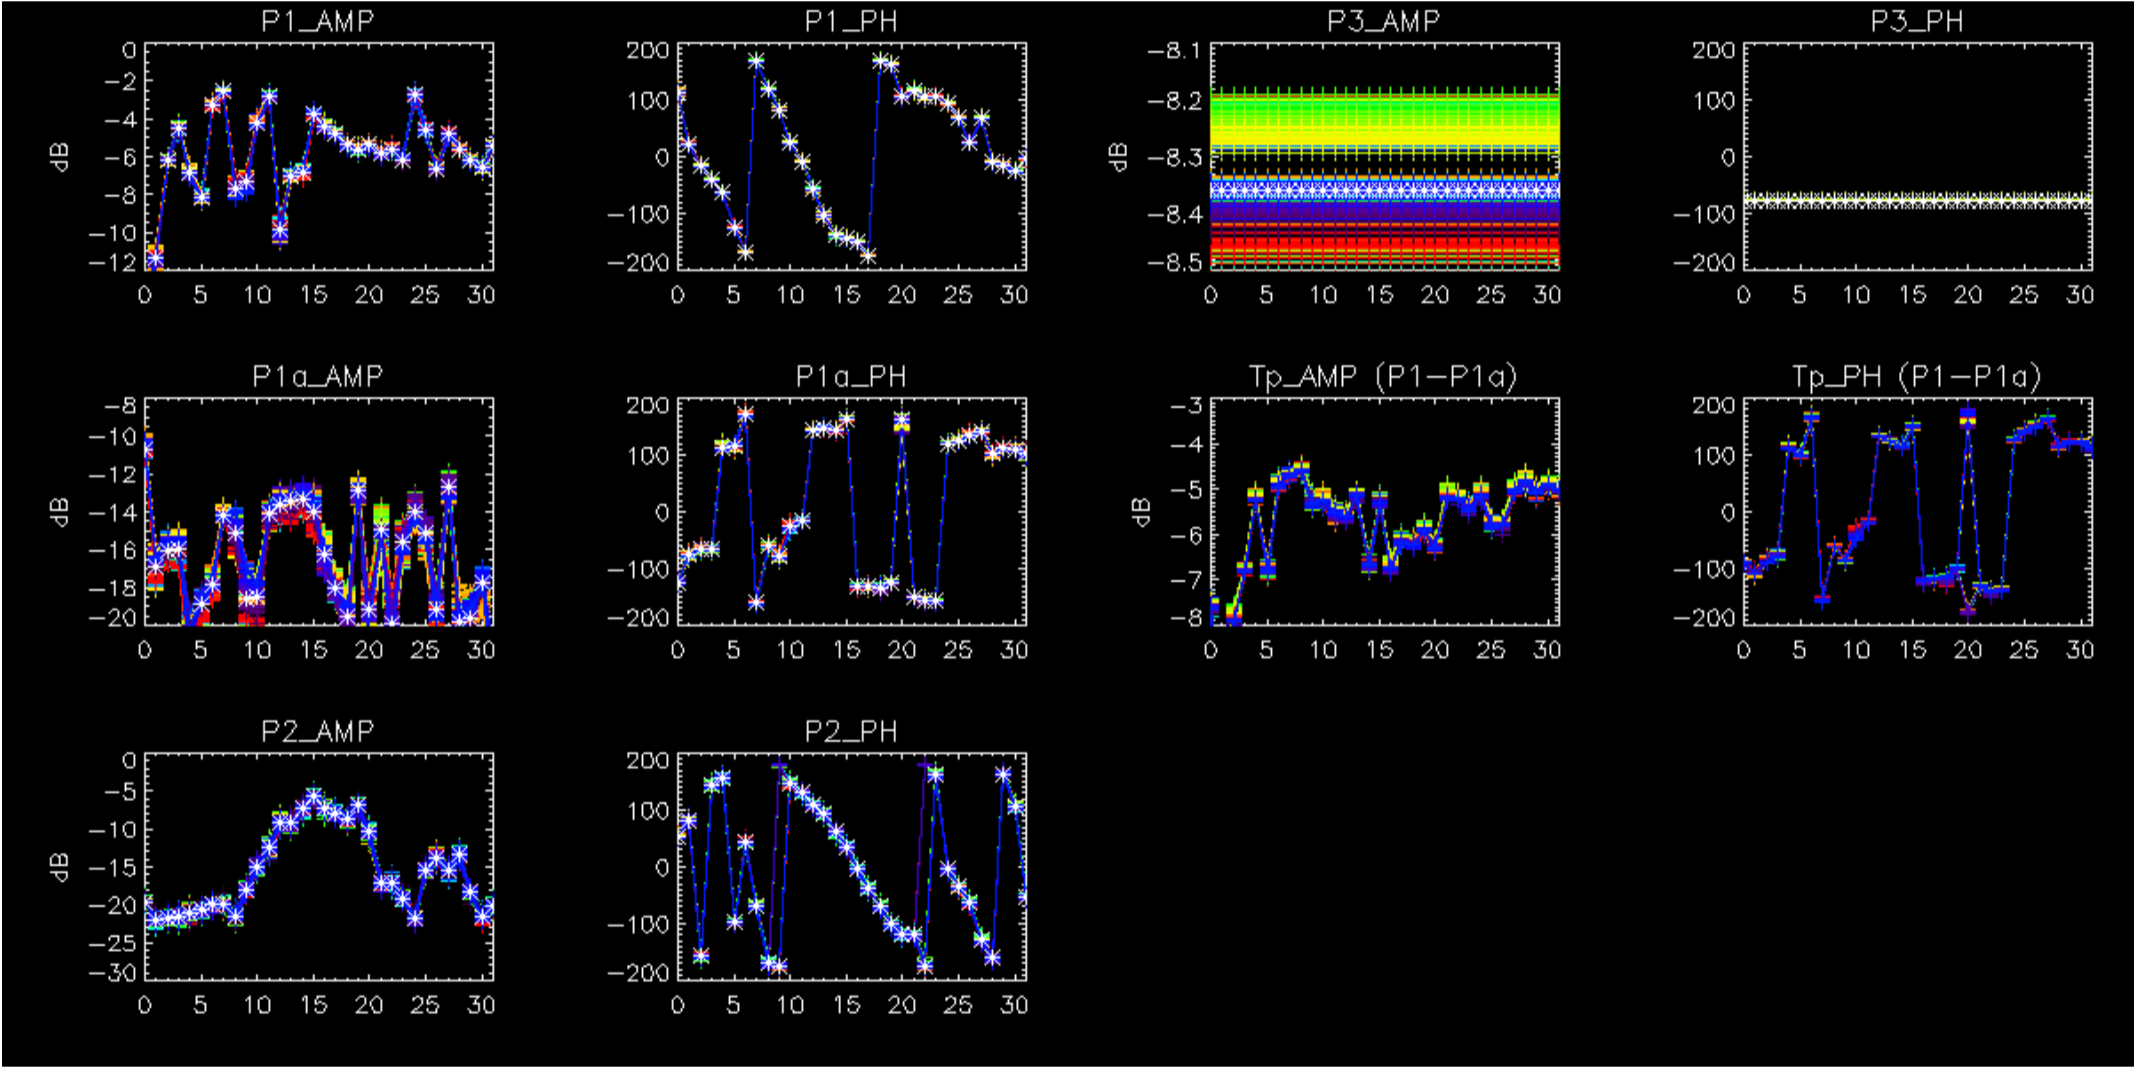 P1_AMP
dB
0
-2
-4
-6
-8
-10
-12
0 5 10 15 20 25 30
P1_PH
200
100
0
-100
-200
0 5 10 15 20 25 30
P3_AMP
dB
-8.1
-8.2
-8.3
-8.4
-8.5
0 5 10 15 20 25 30
P3_PH
200
100
0
-100
-200
0 5 10 15 20 25 30
P1a_AMP
dB
-8
-10
-12
-14
-16
-18
-20
0 5 10 15 20 25 30
P1a_PH
200
100
0
-100
-200
0 5 10 15 20 25 30
Tp_AMP (P1-P1a)
dB
-3
-4
-5
-6
-7
-8
0 5 10 15 20 25 30
Tp_PH (P1-P1a)
200
100
0
-100
-200
0 5 10 15 20 25 30
P2_AMP
dB
0
-5
-10
-15
-20
-25
-30
0 5 10 15 20 25 30
P2_PH
200
100
0
-100
-200
0 5 10 15 20 25 30